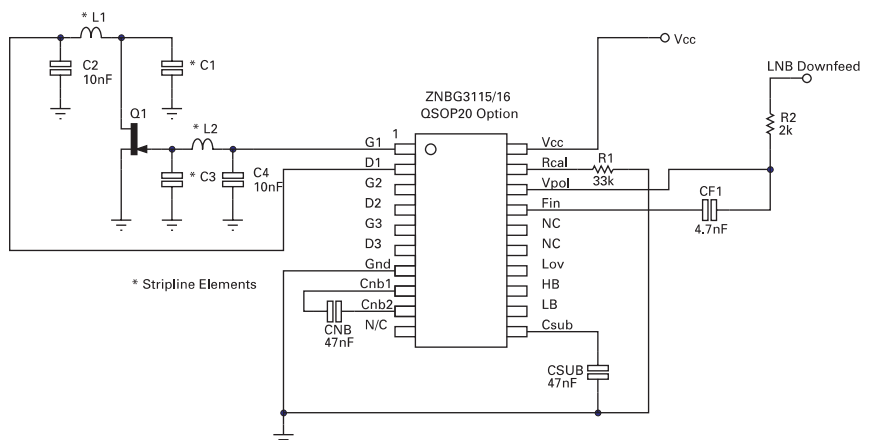 * L1
C2
10nF
* C1
Q1
* L2
* C3
C4
10nF
* Stripline Elements
ZNBG3115/16
QSOP20 Option
1
G1
D1
G2
D2
G3
D3
Gnd
Cnb1
Cnb2
N/C
CNB
47nF
Vcc
Rcal
Vpol
Fin
NC
NC
Lov
HB
LB
Csub
R1
33k
Vcc
LNB Downfeed
R2
2k
CF1
4.7nF
CSUB
47nF